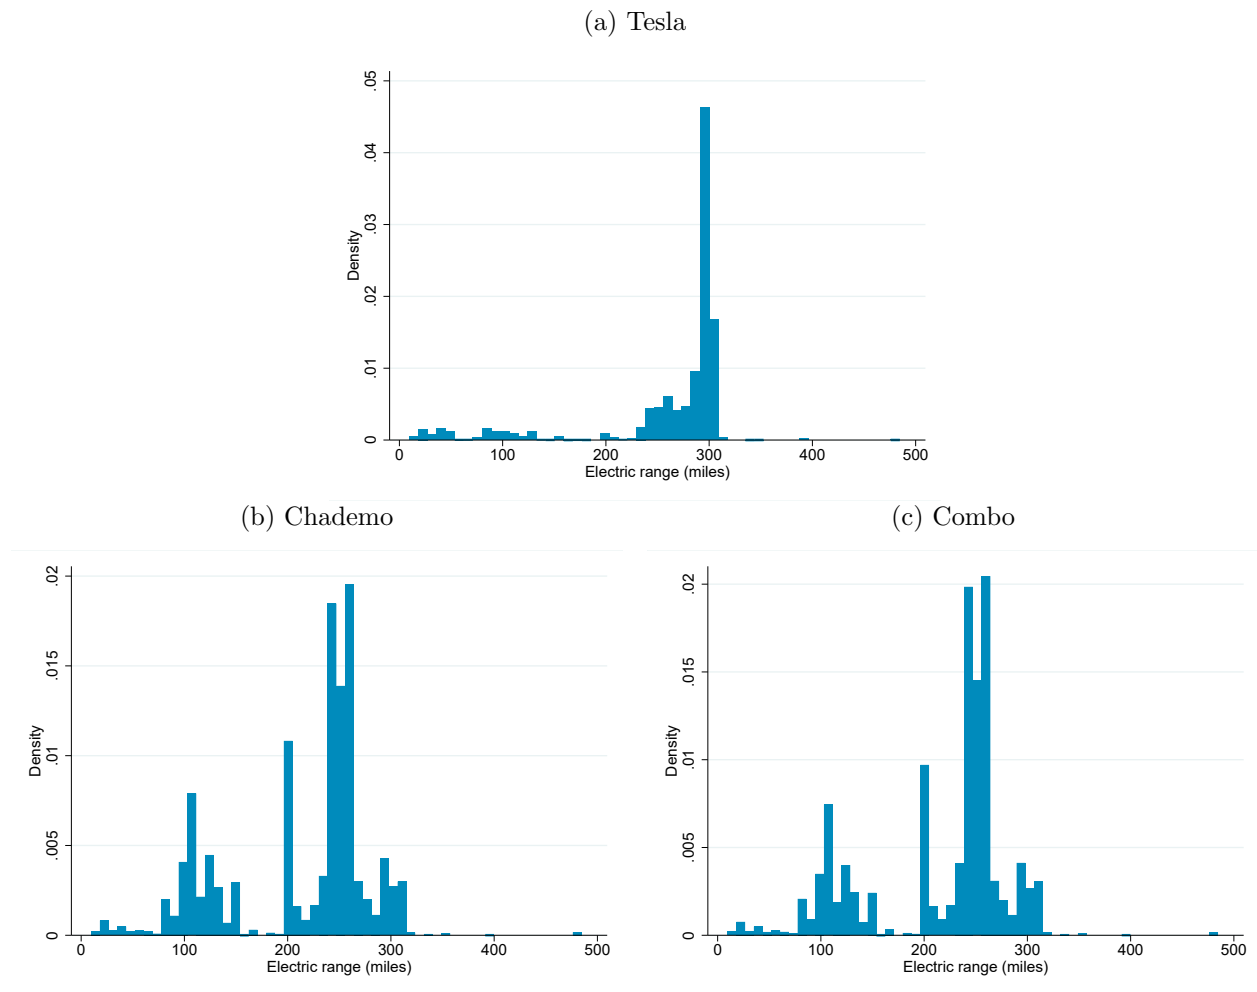 (a) Tesla
.05
.04
.03
.02
.01
0
Density
0 100 200 300 400 500
Electric range (miles)
(b) Chademo
.02
.015
.01
.005
0
Density
0 100 200 300 400 500
Electric range (miles)
(c) Combo
.02
.015
.01
.005
0
Density
0 100 200 300 400 500
Electric range (miles)